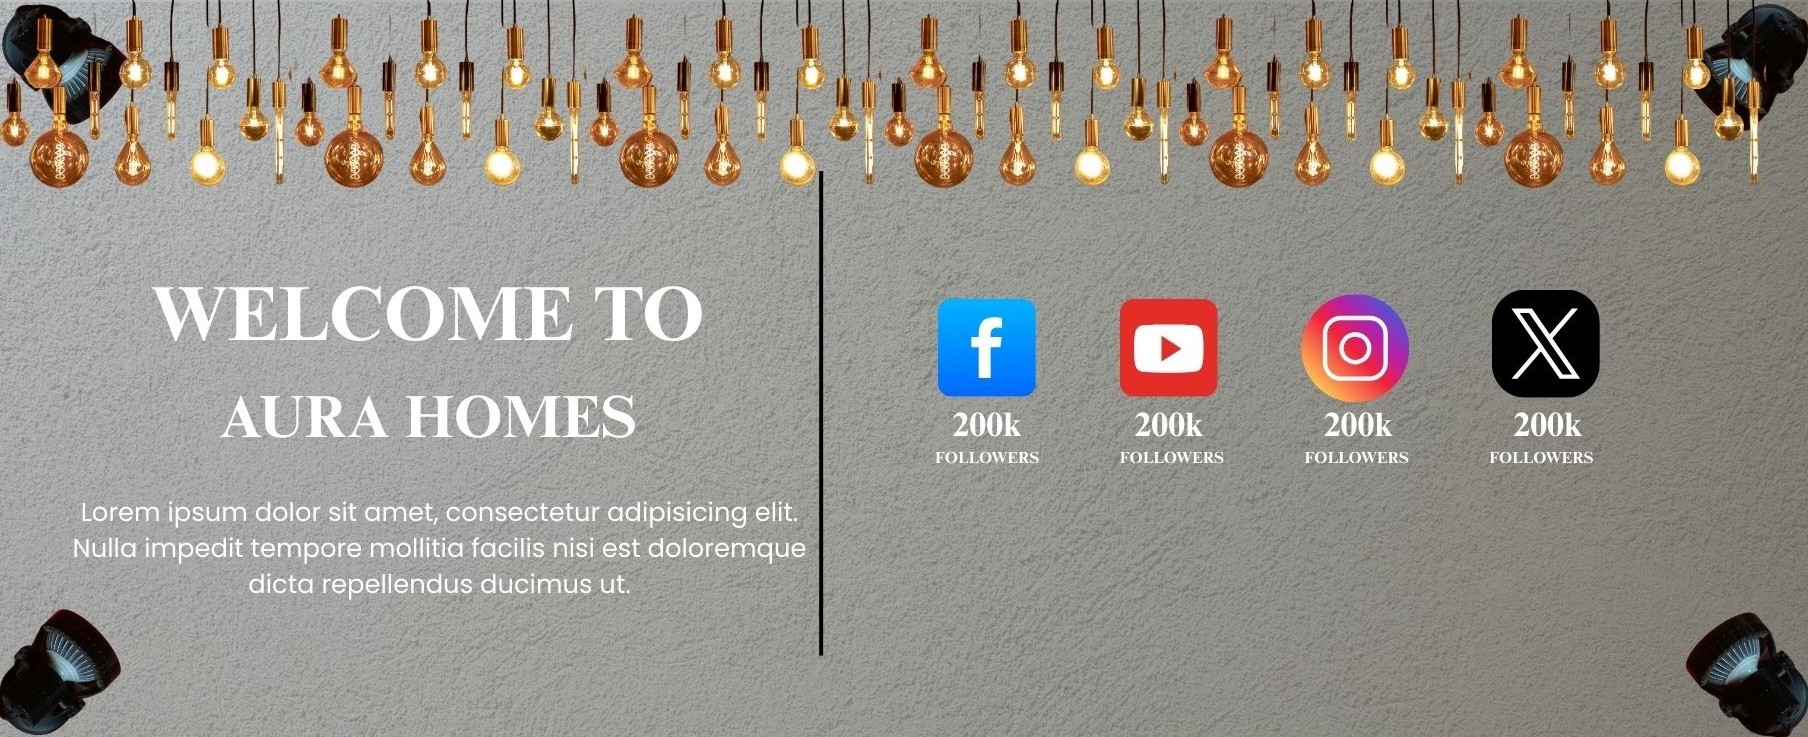 WELCOME TO
AURA HOMES
Lorem ipsum dolor sit amet, consectetur adipisicing elit.
Nulla impedit tempore mollitia facilis nisi est doloremque
dicta repellendus ducimus ut.
200k 200k 200k 200k
FOLLOWERS FOLLOWERS FOLLOWERS FOLLOWERS